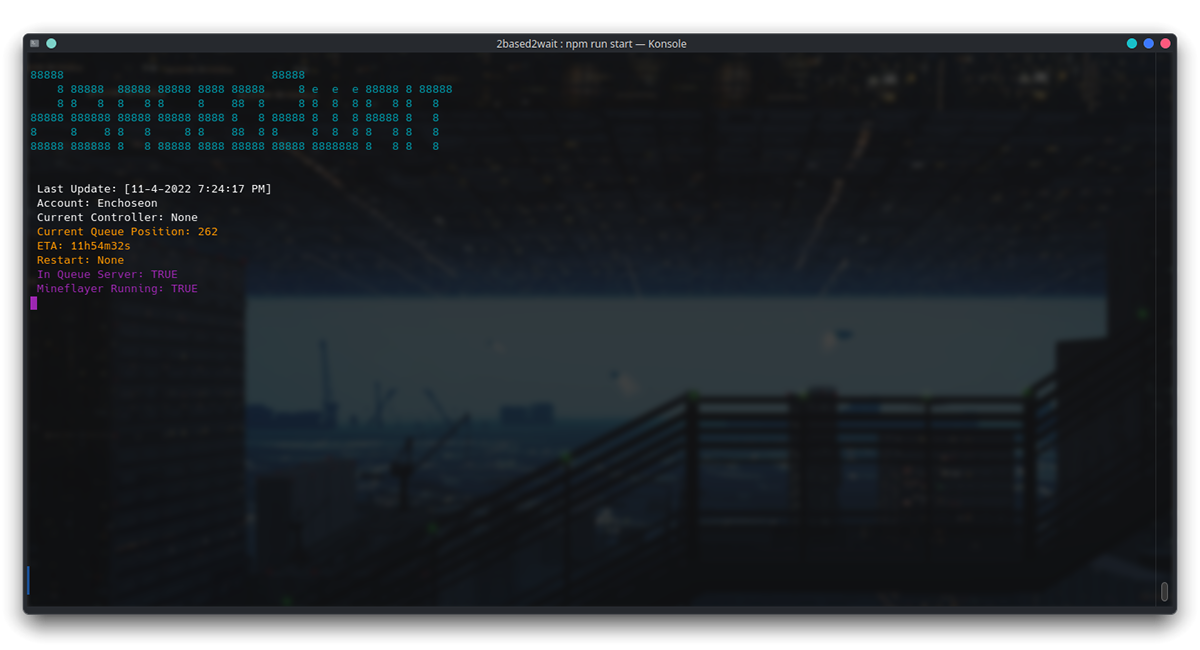 2based2wait : npm run start — Konsole
88888                               88888
    8 88888  88888 88888 8888 88888     8 e  e  e 88888 8 88888
    8 8   8  8   8 8     8    88  8     8 8  8  8 8   8 8   8
88888 888888 88888 88888 8888 8   8 88888 8  8  8 88888 8   8
8     8    8 8   8     8 8    88  8 8     8  8  8 8   8 8   8
88888 888888 8   8 88888 8888 88888 88888 8888888 8   8 8   8
Last Update: [11-4-2022 7:24:17 PM]
Account: Enchoseon
Current Controller: None
Current Queue Position: 262
ETA: 11h54m32s
Restart: None
In Queue Server: TRUE
Mineflayer Running: TRUE